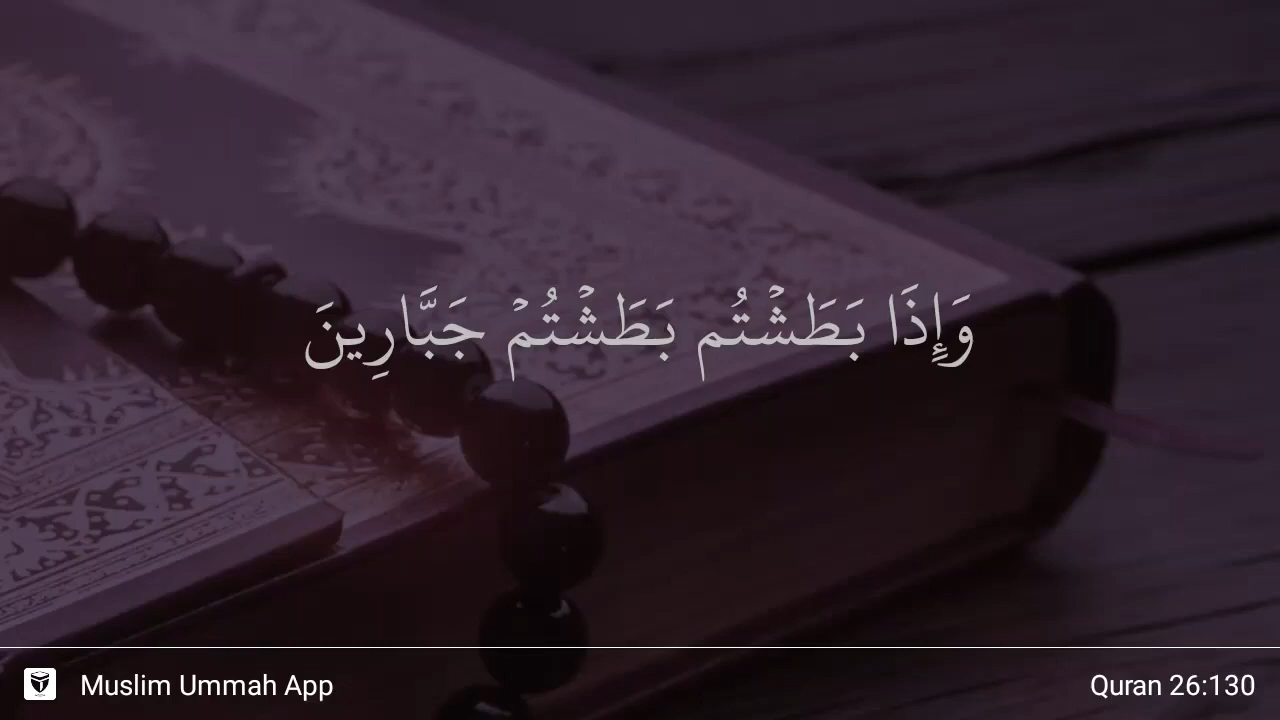 وَإِذَا بَطَشۡتُم بَطَشۡتُمۡ جَبَّارِينَ
Muslim Ummah App
Quran 26:130